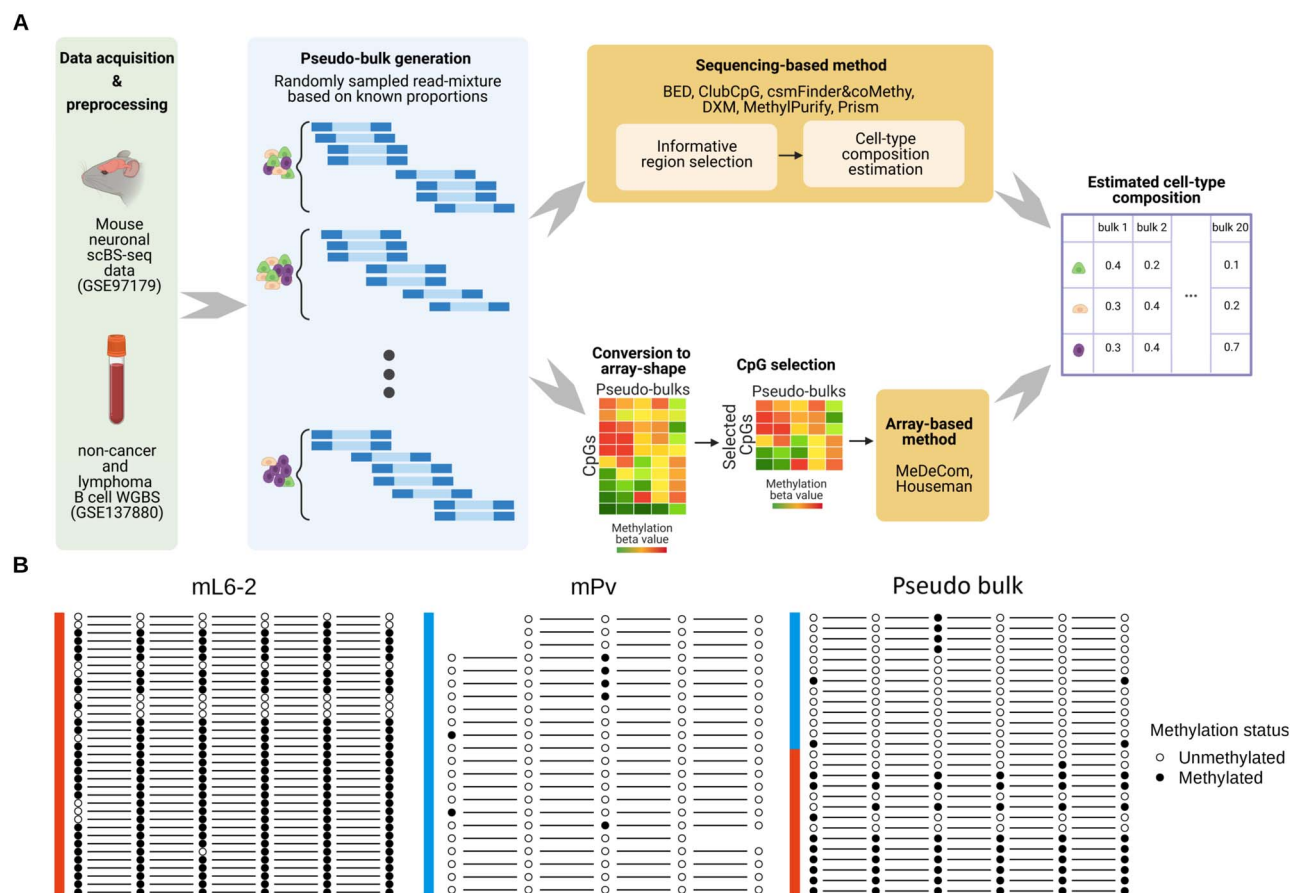 A
Data acquisition
&
preprocessing
Mouse
neuronal
scBS-seq
data
(GSE97179)
non-cancer
and
lymphoma
B cell WGBS
(GSE137880)
Pseudo-bulk generation
Randomly sampled read-mixture
based on known proportions
Sequencing-based method
BED, ClubCpG, csmFinder&coMethy,
DXM, MethylPurify, Prism
Informative
region selection
Cell-type
composition
estimation
Conversion to
array-shape
Pseudo-bulks
CpGs
Methylation
beta value
CpG selection
Pseudo-bulks
Selected
CpGs
Methylation
beta value
Array-based
method
MeDeCom,
Houseman
Estimated cell-type
composition
bulk 1 bulk 2 bulk 20
0.4 0.2 ... 0.1
0.3 0.4 0.2
0.3 0.4 0.7
B
mL6-2
mPv
Pseudo bulk
Methylation status
Unmethylated
Methylated